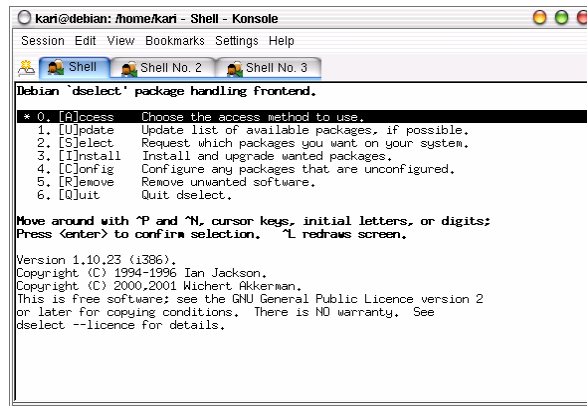 kari@debian: /home/kari - Shell - Konsole
Session Edit View Bookmarks Settings Help
Shell Shell No. 2 Shell No. 3
Debian `dselect' package handling frontend.
* 0. [A]ccess Choose the access method to use.
1. [U]pdate Update list of available packages, if possible.
2. [S]elect Request which packages you want on your system.
3. [I]nstall Install and upgrade wanted packages.
4. [C]onfig Configure any packages that are unconfigured.
5. [R]emove Remove unwanted software.
6. [Q]uit Quit dselect.
Move around with ^P and ^N, cursor keys, initial letters, or digits;
Press <enter> to confirm selection. ^L redraws screen.
Version 1.10.23 (i386).
Copyright (C) 1994-1996 Ian Jackson.
Copyright (C) 2000,2001 Wichert Akkerman.
This is free software; see the GNU General Public Licence version 2
or later for copying conditions. There is NO warranty. See
dselect --licence for details.